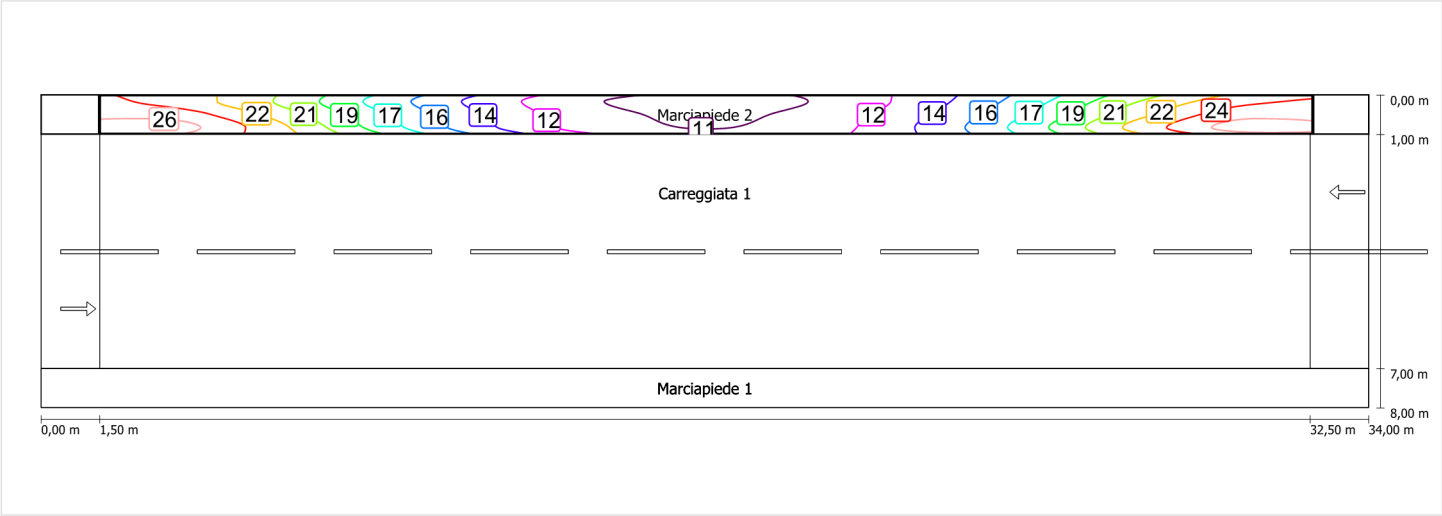 0,00 m
26 22 21 19 17 16 14 12 Marciapiede 2 12 14 16 17 19 21 22 24
11
1,00 m
Carreggiata 1
7,00 m
Marciapiede 1
8,00 m
0,00 m 1,50 m 32,50 m 34,00 m